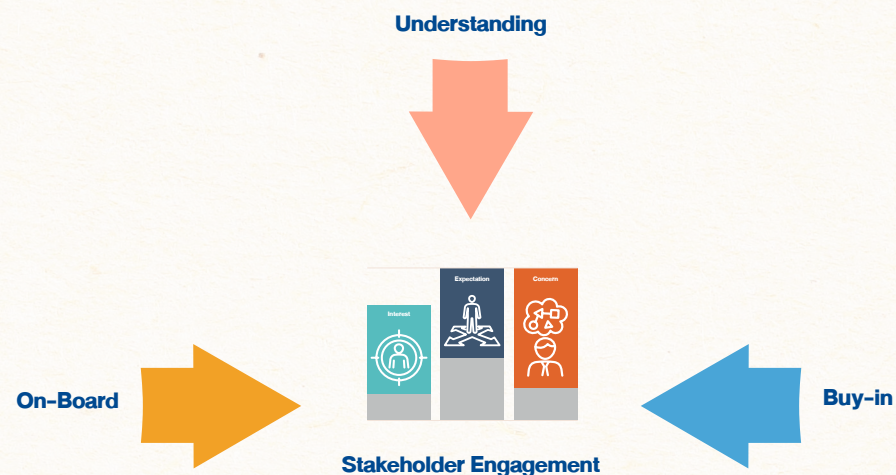 Understanding
Expectation
Concern
Interest
On-Board
Buy-in
Stakeholder Engagement